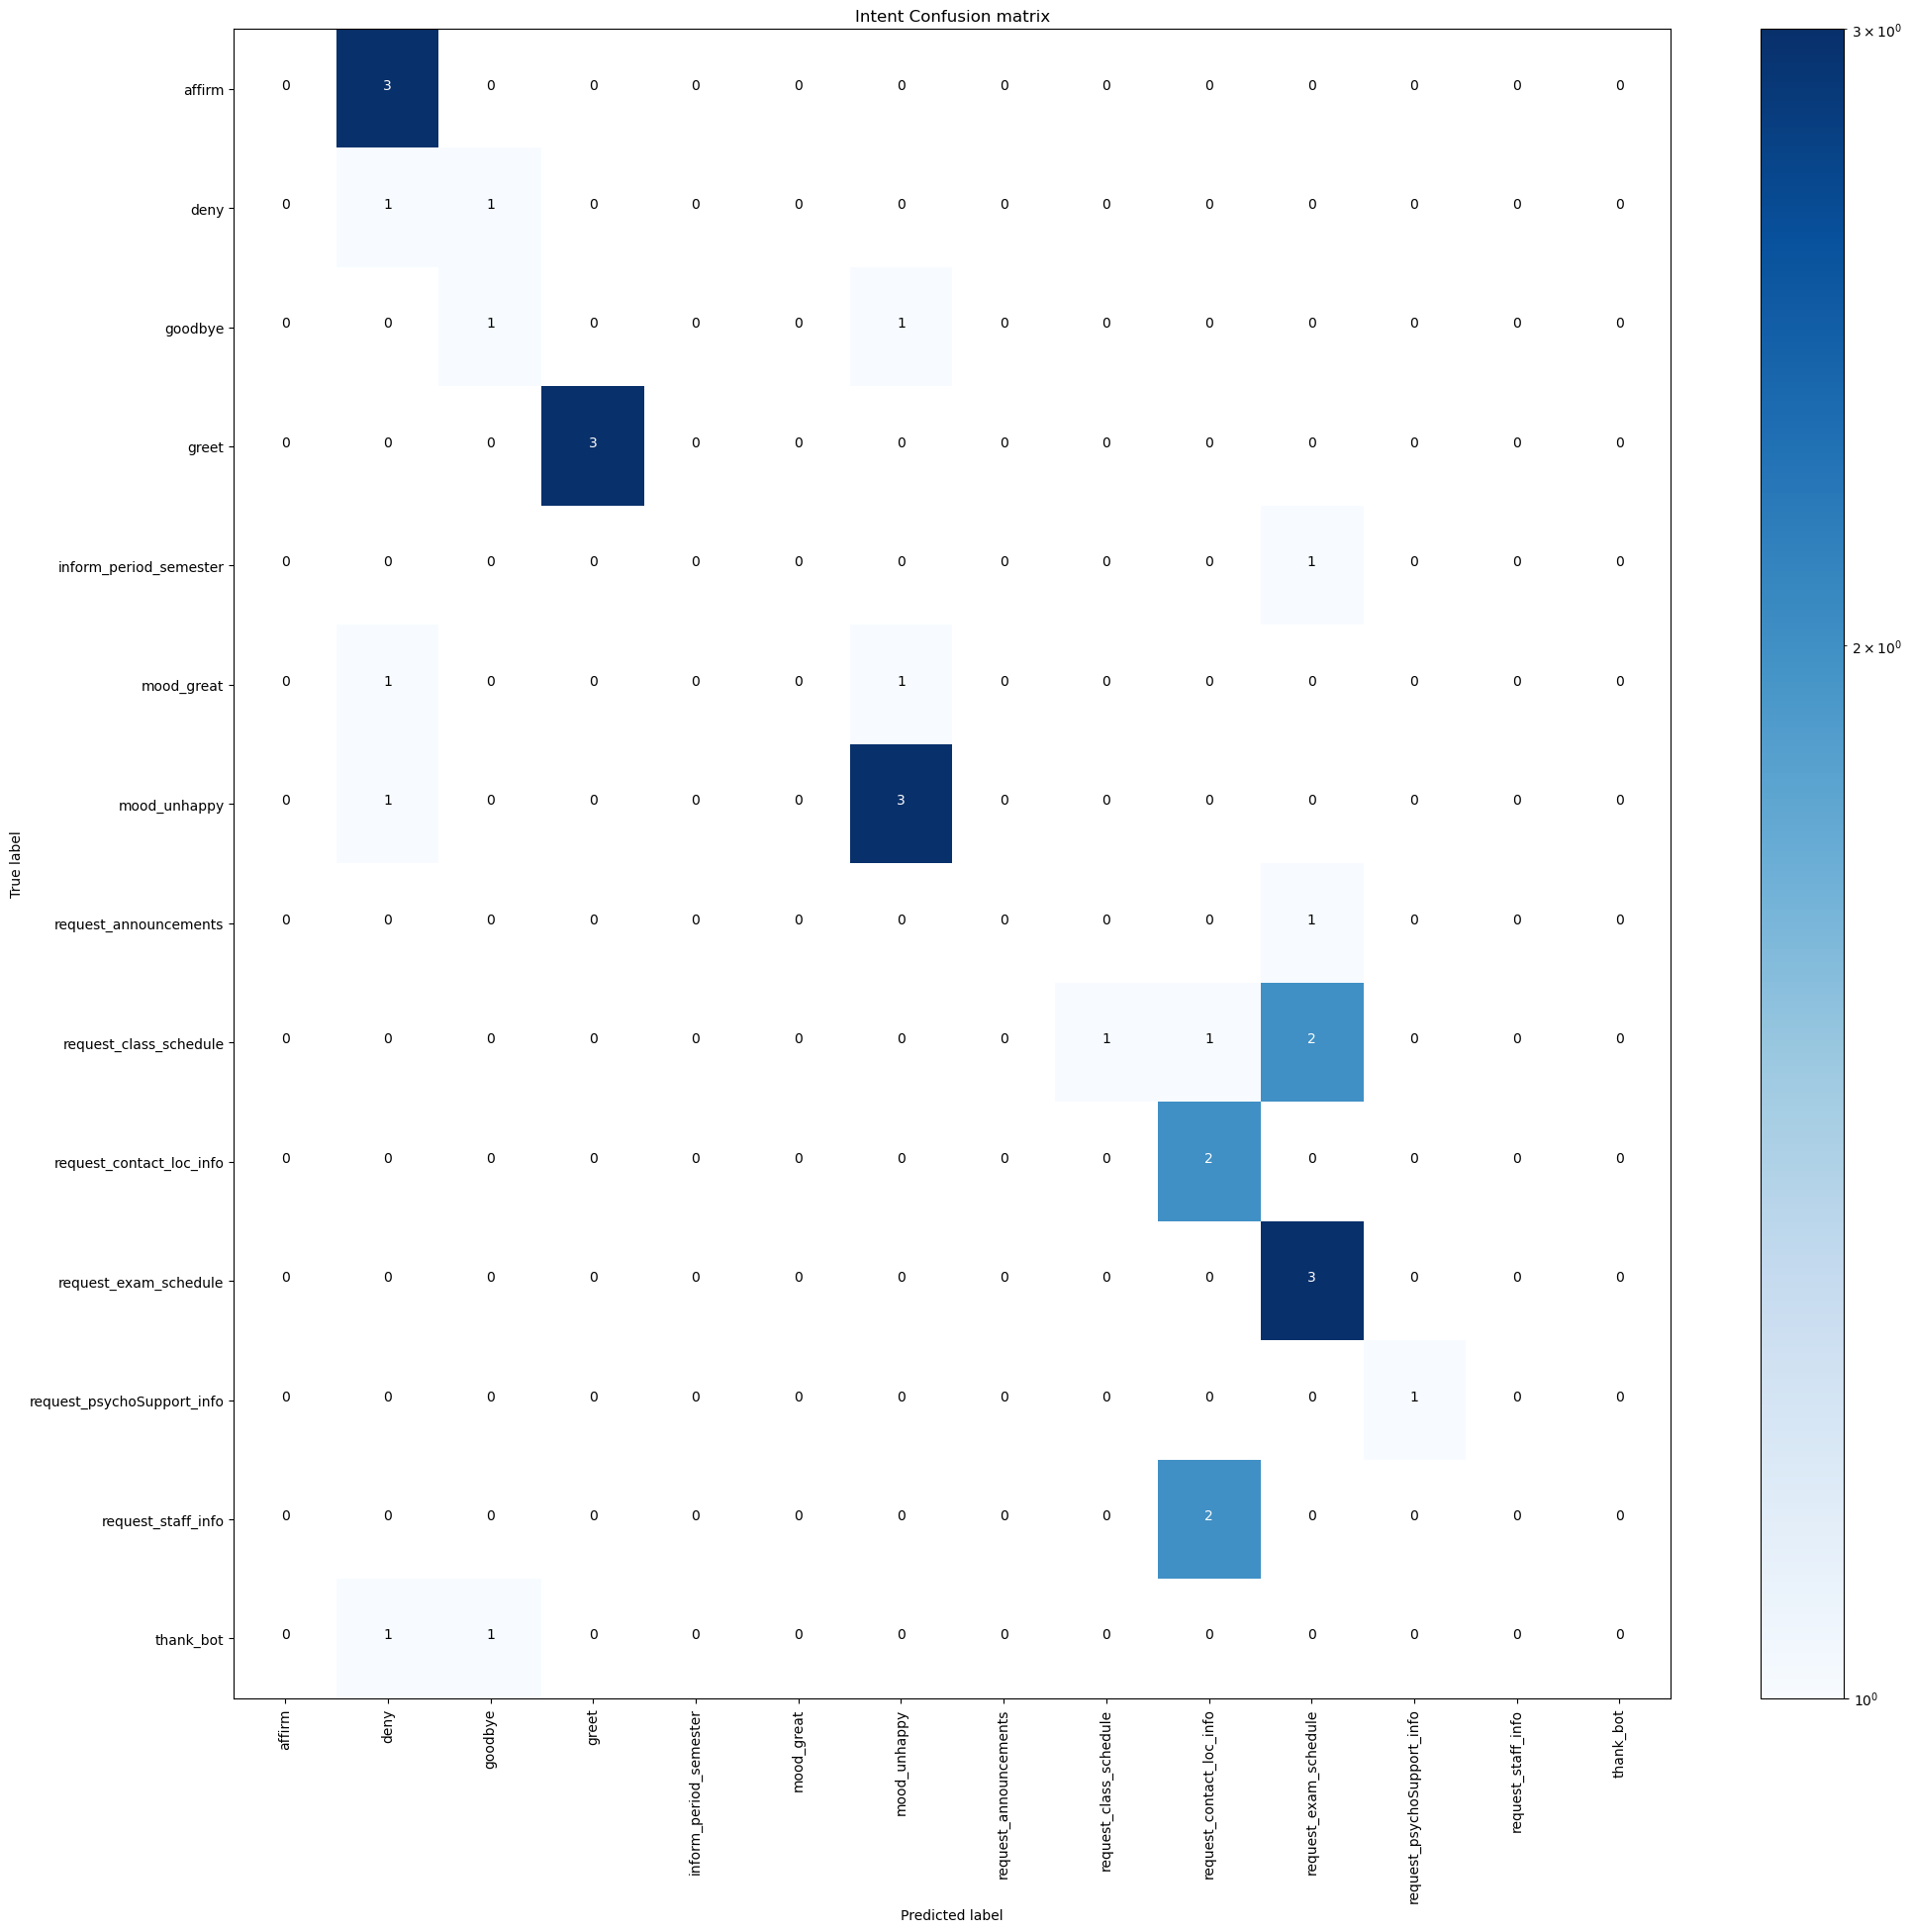 Intent Confusion matrix
affirm 0 3 0 0 0 0 0 0 0 0 0 0 0 0
deny 0 1 1 0 0 0 0 0 0 0 0 0 0 0
goodbye 0 0 1 0 0 0 1 0 0 0 0 0 0 0
greet 0 0 0 3 0 0 0 0 0 0 0 0 0 0
inform_period_semester 0 0 0 0 0 0 0 0 0 0 1 0 0 0
mood_great 0 1 0 0 0 0 1 0 0 0 0 0 0 0
mood_unhappy 0 1 0 0 0 0 3 0 0 0 0 0 0 0
request_announcements 0 0 0 0 0 0 0 0 0 0 1 0 0 0
request_class_schedule 0 0 0 0 0 0 0 0 1 1 2 0 0 0
request_contact_loc_info 0 0 0 0 0 0 0 0 0 2 0 0 0 0
request_exam_schedule 0 0 0 0 0 0 0 0 0 0 3 0 0 0
request_psychoSupport_info 0 0 0 0 0 0 0 0 0 0 0 1 0 0
request_staff_info 0 0 0 0 0 0 0 0 0 2 0 0 0 0
thank_bot 0 1 1 0 0 0 0 0 0 0 0 0 0 0
True label
affirm
deny
goodbye
greet
inform_period_semester
mood_great
mood_unhappy
request_announcements
request_class_schedule
request_contact_loc_info
request_exam_schedule
request_psychoSupport_info
request_staff_info
thank_bot
Predicted label
3 × 10⁰
2 × 10⁰
10⁰